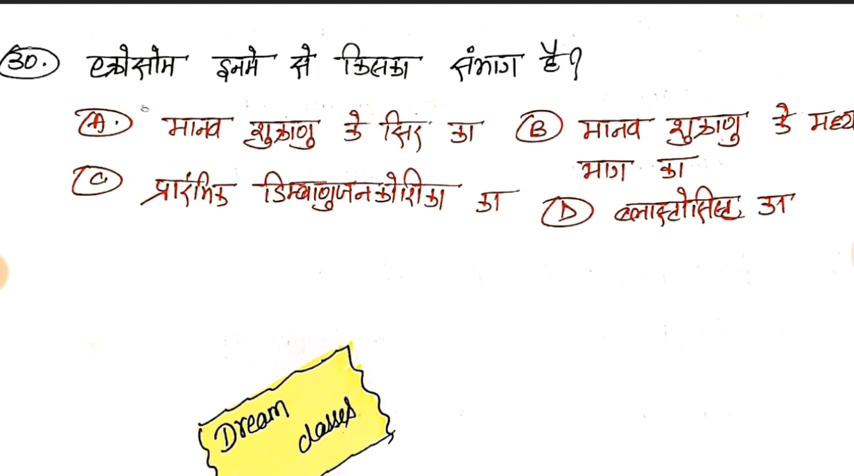 30. एक्रोसोम इनमे से किसका संभाग है?
A. मानव शुक्राणु के सिर का
B मानव शुक्राणु के मध्य
भाग का
C प्रारंभिक डिम्बाणुजनकोशिका का
D ब्लास्टोसिस्ट का
Dream
classes